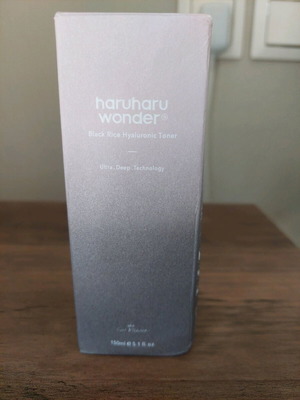 haruharu
wonder®
Black Rice Hyaluronic Toner
Ultra. Deep. Technology
150ml ℮ 5.1 fl.oz